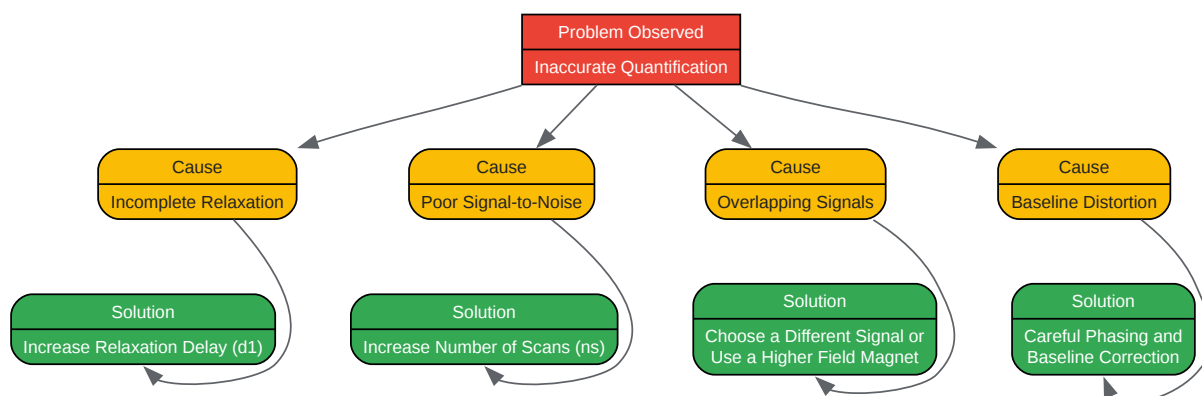 Problem Observed
Inaccurate Quantification
Cause
Incomplete Relaxation
Cause
Poor Signal-to-Noise
Cause
Overlapping Signals
Cause
Baseline Distortion
Solution
Increase Relaxation Delay (d1)
Solution
Increase Number of Scans (ns)
Solution
Choose a Different Signal or
Use a Higher Field Magnet
Solution
Careful Phasing and
Baseline Correction